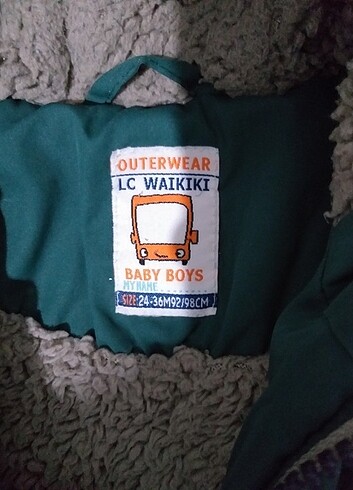 OUTERWEAR
LC WAIKIKI
BABY BOYS
MY NAME.........
SIZE:24-36M92/98CM